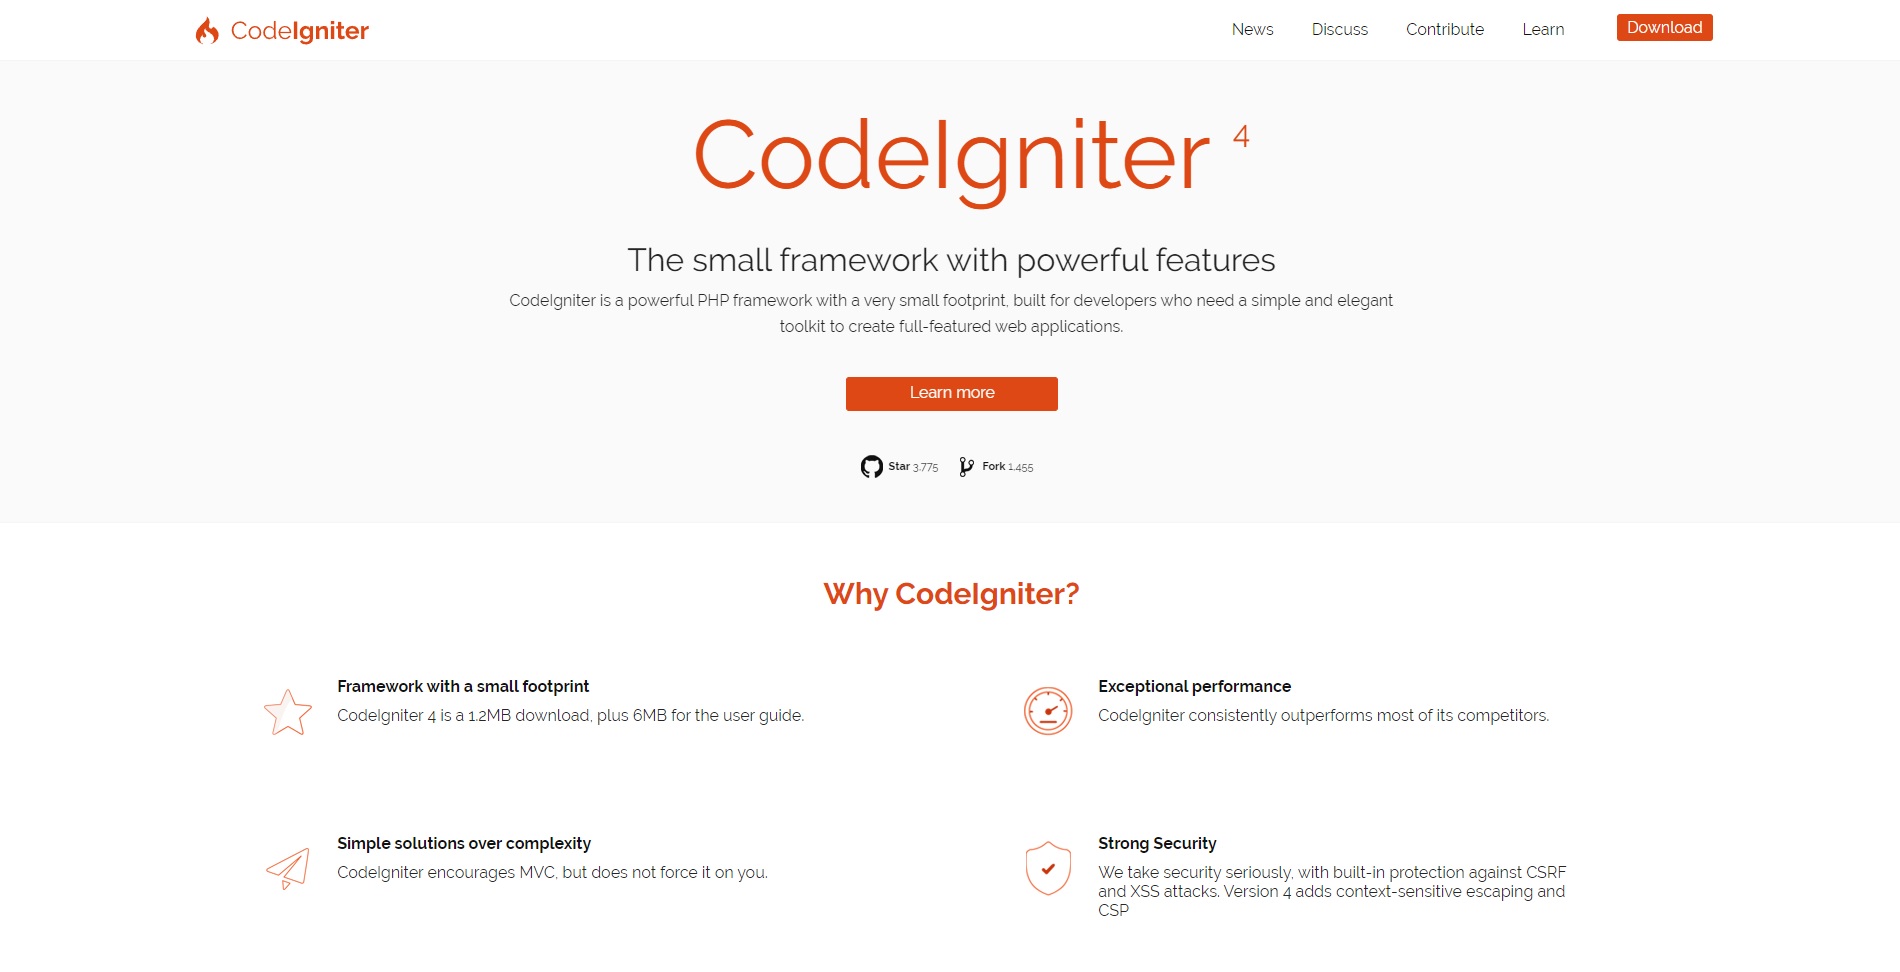 CodeIgniter
News Discuss Contribute Learn Download
CodeIgniter 4
The small framework with powerful features
CodeIgniter is a powerful PHP framework with a very small footprint, built for developers who need a simple and elegant
toolkit to create full-featured web applications.
Learn more
Star 3,775 Fork 1,455
Why CodeIgniter?
Framework with a small footprint
CodeIgniter 4 is a 1.2MB download, plus 6MB for the user guide.
Exceptional performance
CodeIgniter consistently outperforms most of its competitors.
Simple solutions over complexity
CodeIgniter encourages MVC, but does not force it on you.
Strong Security
We take security seriously, with built-in protection against CSRF
and XSS attacks. Version 4 adds context-sensitive escaping and
CSP